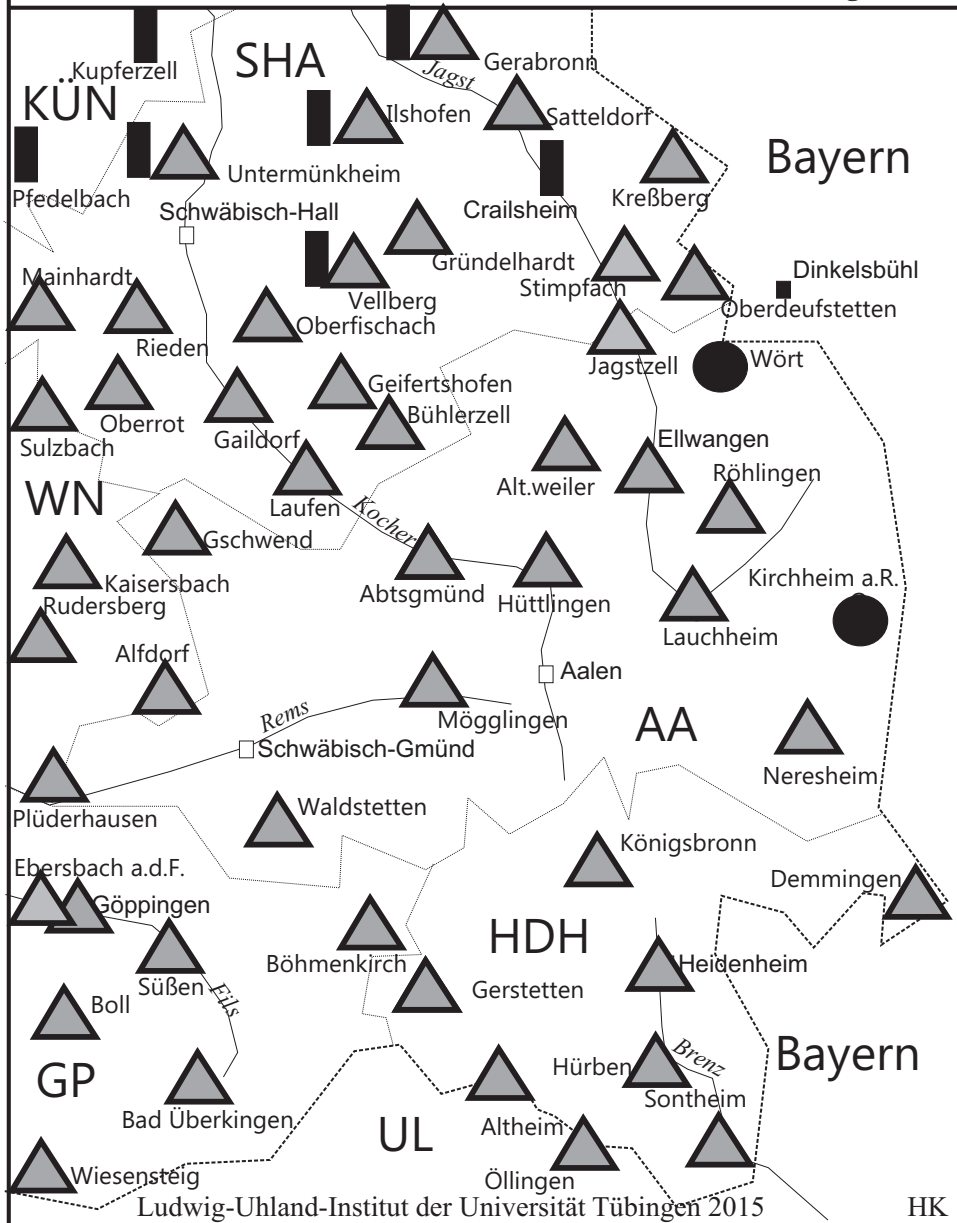 Kupferzell
SHA
Jagst
Gerabronn
KÜN
Ilshofen
Satteldorf
Bayern
Pfedelbach
Untermünkheim
Crailsheim
Kreßberg
Schwäbisch-Hall
Gründelhardt
Stimpfach
Dinkelsbühl
Mainhardt
Vellberg
Oberfischach
Oberdeufstetten
Rieden
Jagstzell
Wört
Geifertshofen
Bühlerzell
Oberrot
Gaildorf
Sulzbach
Ellwangen
Röhlingen
Alt.weiler
WN
Laufen
Kocher
Gschwend
Kaisersbach
Abtsgmünd
Hüttlingen
Kirchheim a.R.
Rudersberg
Lauchheim
Alfdorf
Aalen
Rems
Mögglingen
AA
Schwäbisch-Gmünd
Neresheim
Plüderhausen
Waldstetten
Königsbronn
Ebersbach a.d.F.
Göppingen
Demmingen
HDH
Böhmenkirch
Heidenheim
Süßen
Fils
Gerstetten
Boll
Brenz
Bayern
GP
Hürben
Sontheim
Bad Überkingen
UL
Altheim
Öllingen
Wiesensteig
Ludwig-Uhland-Institut der Universität Tübingen 2015
HK